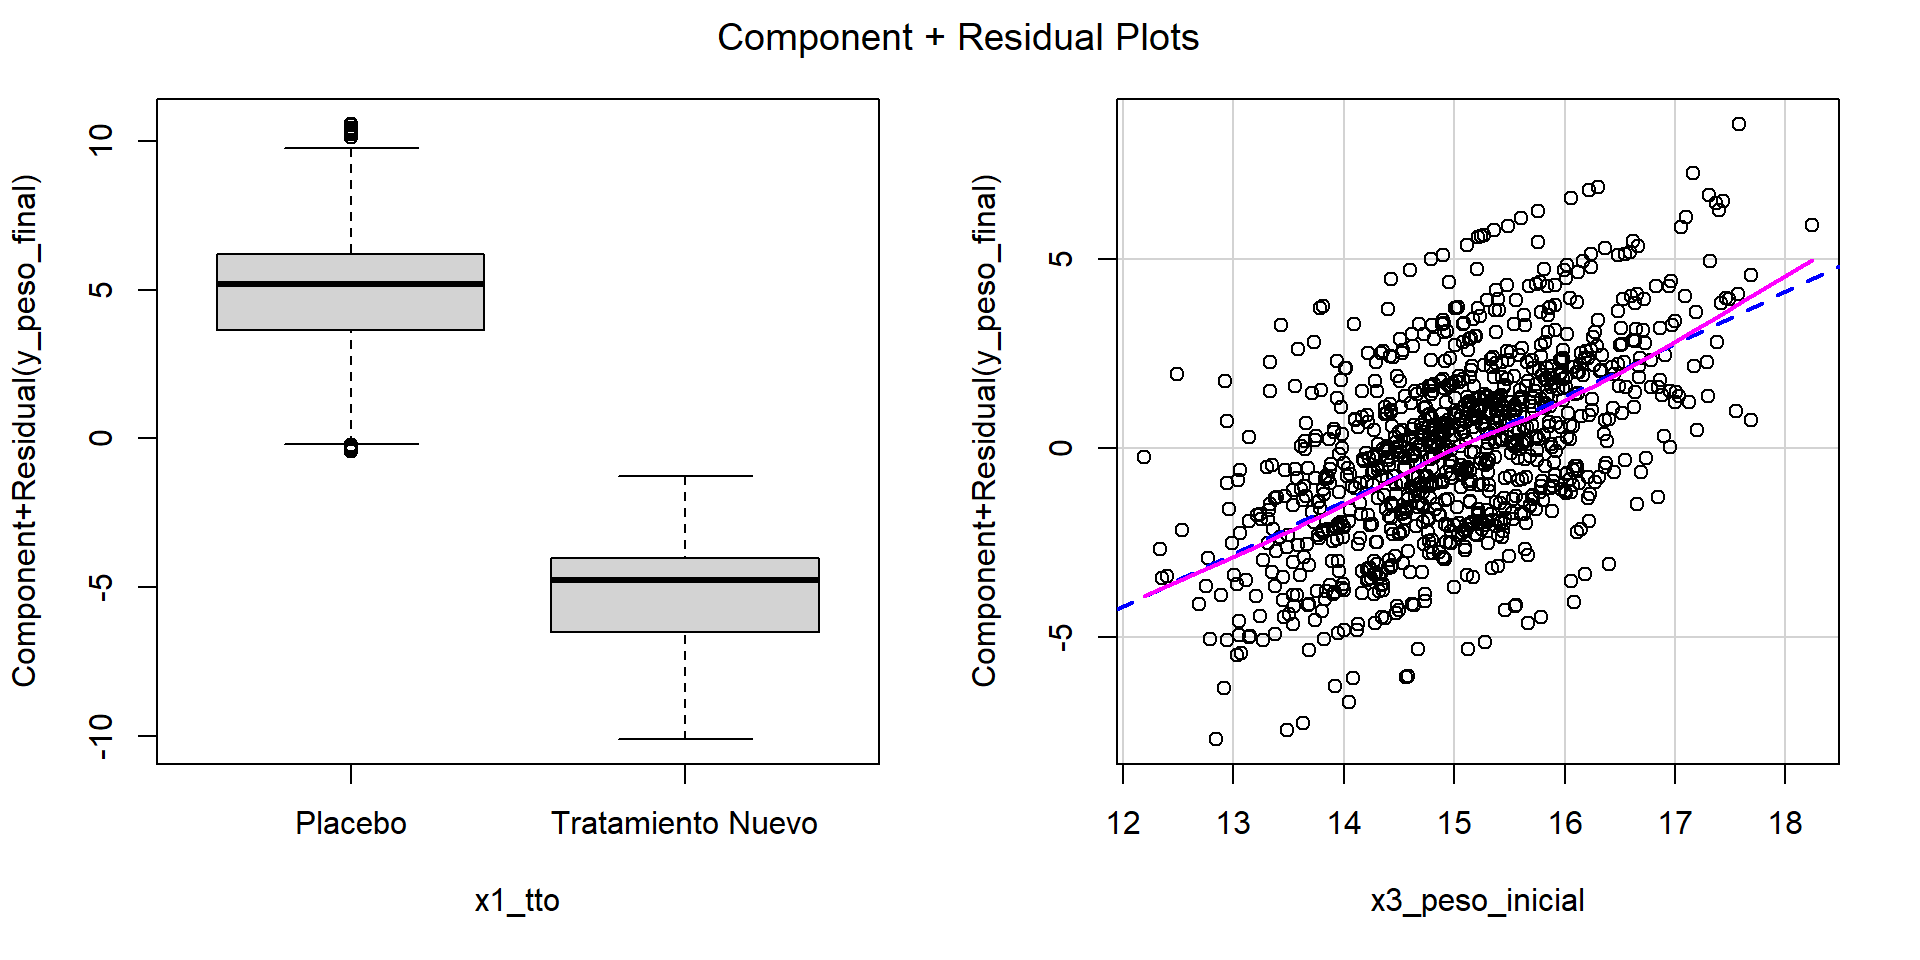 Component + Residual Plots
Component+Residual(y_peso_final)
10
5
0
-5
-10
Placebo
Tratamiento Nuevo
x1_tto
Component+Residual(y_peso_final)
5
0
-5
12
13
14
15
16
17
18
x3_peso_inicial